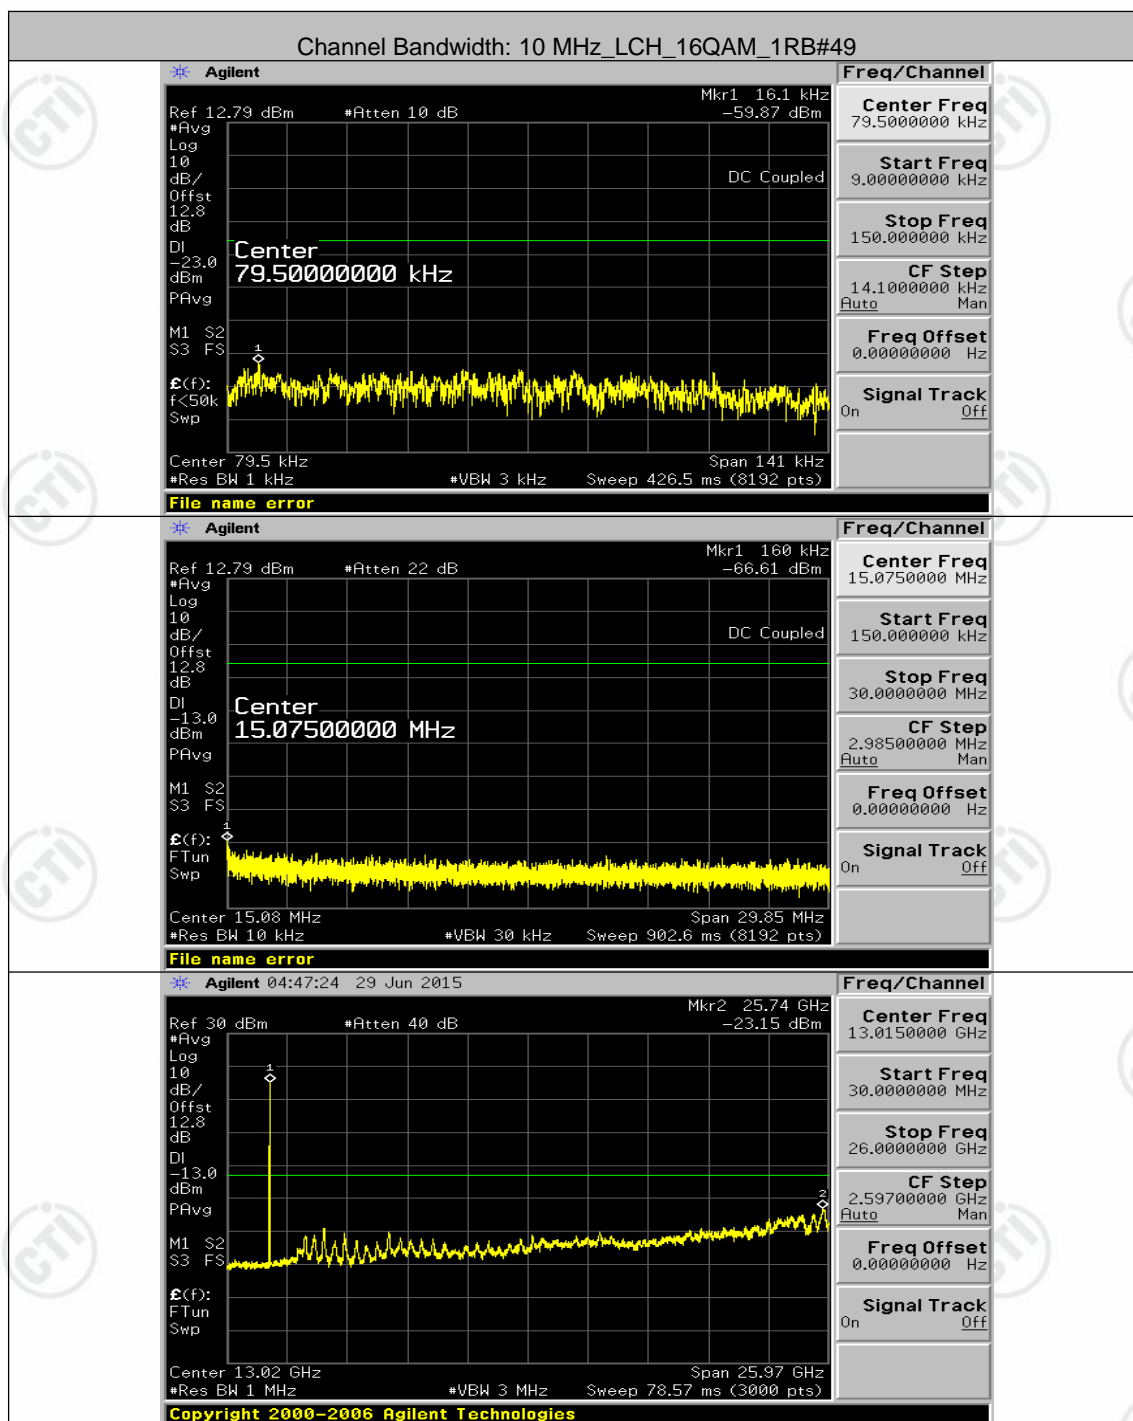 Channel Bandwidth: 10 MHz_LCH_16QAM_1RB#49
Agilent
Freq/Channel
Mkr1 16.1 kHz
Ref 12.79 dBm #Atten 10 dB -59.87 dBm
#Avg
Log
10
dB/
Offst
12.8
dB
DI
-23.0
dBm
PAvg
M1 S2
S3 FS
£(f):
f<50k
Swp
DC Coupled
Center
79.50000000 kHz
1
Center 79.5 kHz Span 141 kHz
#Res BW 1 kHz #VBW 3 kHz Sweep 426.5 ms (8192 pts)
File name error
Center Freq
79.5000000 kHz
Start Freq
9.00000000 kHz
Stop Freq
150.000000 kHz
CF Step
14.1000000 kHz
Auto Man
Freq Offset
0.00000000 Hz
Signal Track
On Off
Agilent
Freq/Channel
Mkr1 160 kHz
Ref 12.79 dBm #Atten 22 dB -66.61 dBm
#Avg
Log
10
dB/
Offst
12.8
dB
DI
-13.0
dBm
PAvg
M1 S2
S3 FS
£(f):
FTun
Swp
DC Coupled
Center
15.07500000 MHz
1
Center 15.08 MHz Span 29.85 MHz
#Res BW 10 kHz #VBW 30 kHz Sweep 902.6 ms (8192 pts)
File name error
Center Freq
15.0750000 MHz
Start Freq
150.000000 kHz
Stop Freq
30.0000000 MHz
CF Step
2.98500000 MHz
Auto Man
Freq Offset
0.00000000 Hz
Signal Track
On Off
Agilent 04:47:24 29 Jun 2015
Freq/Channel
Mkr2 25.74 GHz
Ref 30 dBm #Atten 40 dB -23.15 dBm
#Avg
Log
10
dB/
Offst
12.8
dB
DI
-13.0
dBm
PAvg
M1 S2
S3 FS
£(f):
FTun
Swp
1
2
Center 13.02 GHz Span 25.97 GHz
#Res BW 1 MHz #VBW 3 MHz Sweep 78.57 ms (3000 pts)
Copyright 2000-2006 Agilent Technologies
Center Freq
13.0150000 GHz
Start Freq
30.0000000 MHz
Stop Freq
26.0000000 GHz
CF Step
2.59700000 GHz
Auto Man
Freq Offset
0.00000000 Hz
Signal Track
On Off
CTI
CTI
CTI
CTI
CTI
CTI
CTI
CTI